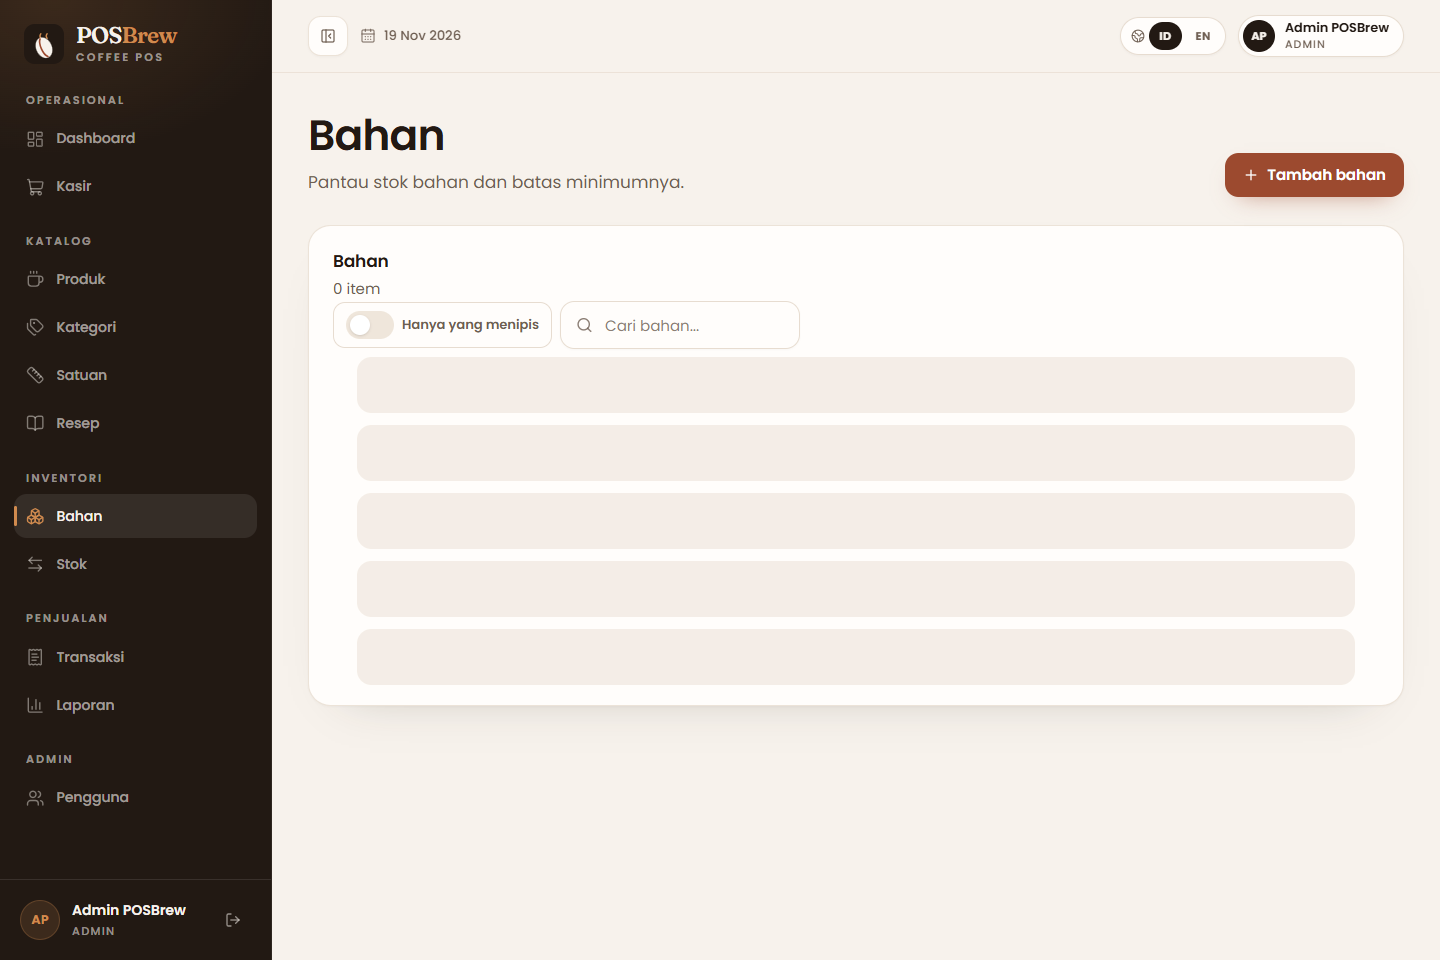 POSBrew
COFFEE POS
OPERASIONAL
Dashboard
Kasir
KATALOG
Produk
Kategori
Satuan
Resep
INVENTORI
Bahan
Stok
PENJUALAN
Transaksi
Laporan
ADMIN
Pengguna
AP
Admin POSBrew
ADMIN
19 Nov 2026
ID
EN
AP
Admin POSBrew
ADMIN
Bahan
Pantau stok bahan dan batas minimumnya.
Tambah bahan
Bahan
0 item
Hanya yang menipis
Cari bahan...